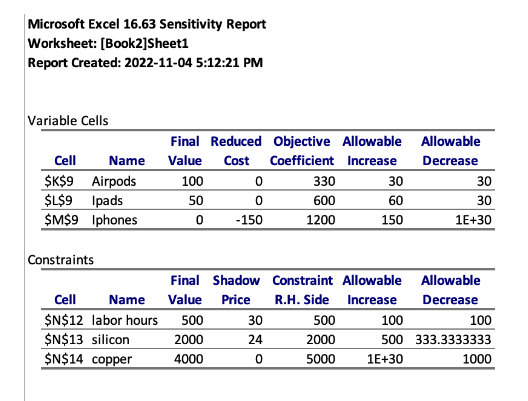 Microsoft Excel 16.63 Sensitivity Report
Worksheet: [Book2]Sheet1
Report Created: 2022-11-04 5:12:21 PM
Variable Cells
Final Reduced Objective Allowable Allowable
Cell Name Value Cost Coefficient Increase Decrease
$K$9 Airpods 100 0 330 30 30
$L$9 Ipads 50 0 600 60 30
$M$9 Iphones 0 -150 1200 150 1E+30
Constraints
Final Shadow Constraint Allowable Allowable
Cell Name Value Price R.H. Side Increase Decrease
$N$12 labor hours 500 30 500 100 100
$N$13 silicon 2000 24 2000 500 333.3333333
$N$14 copper 4000 0 5000 1E+30 1000